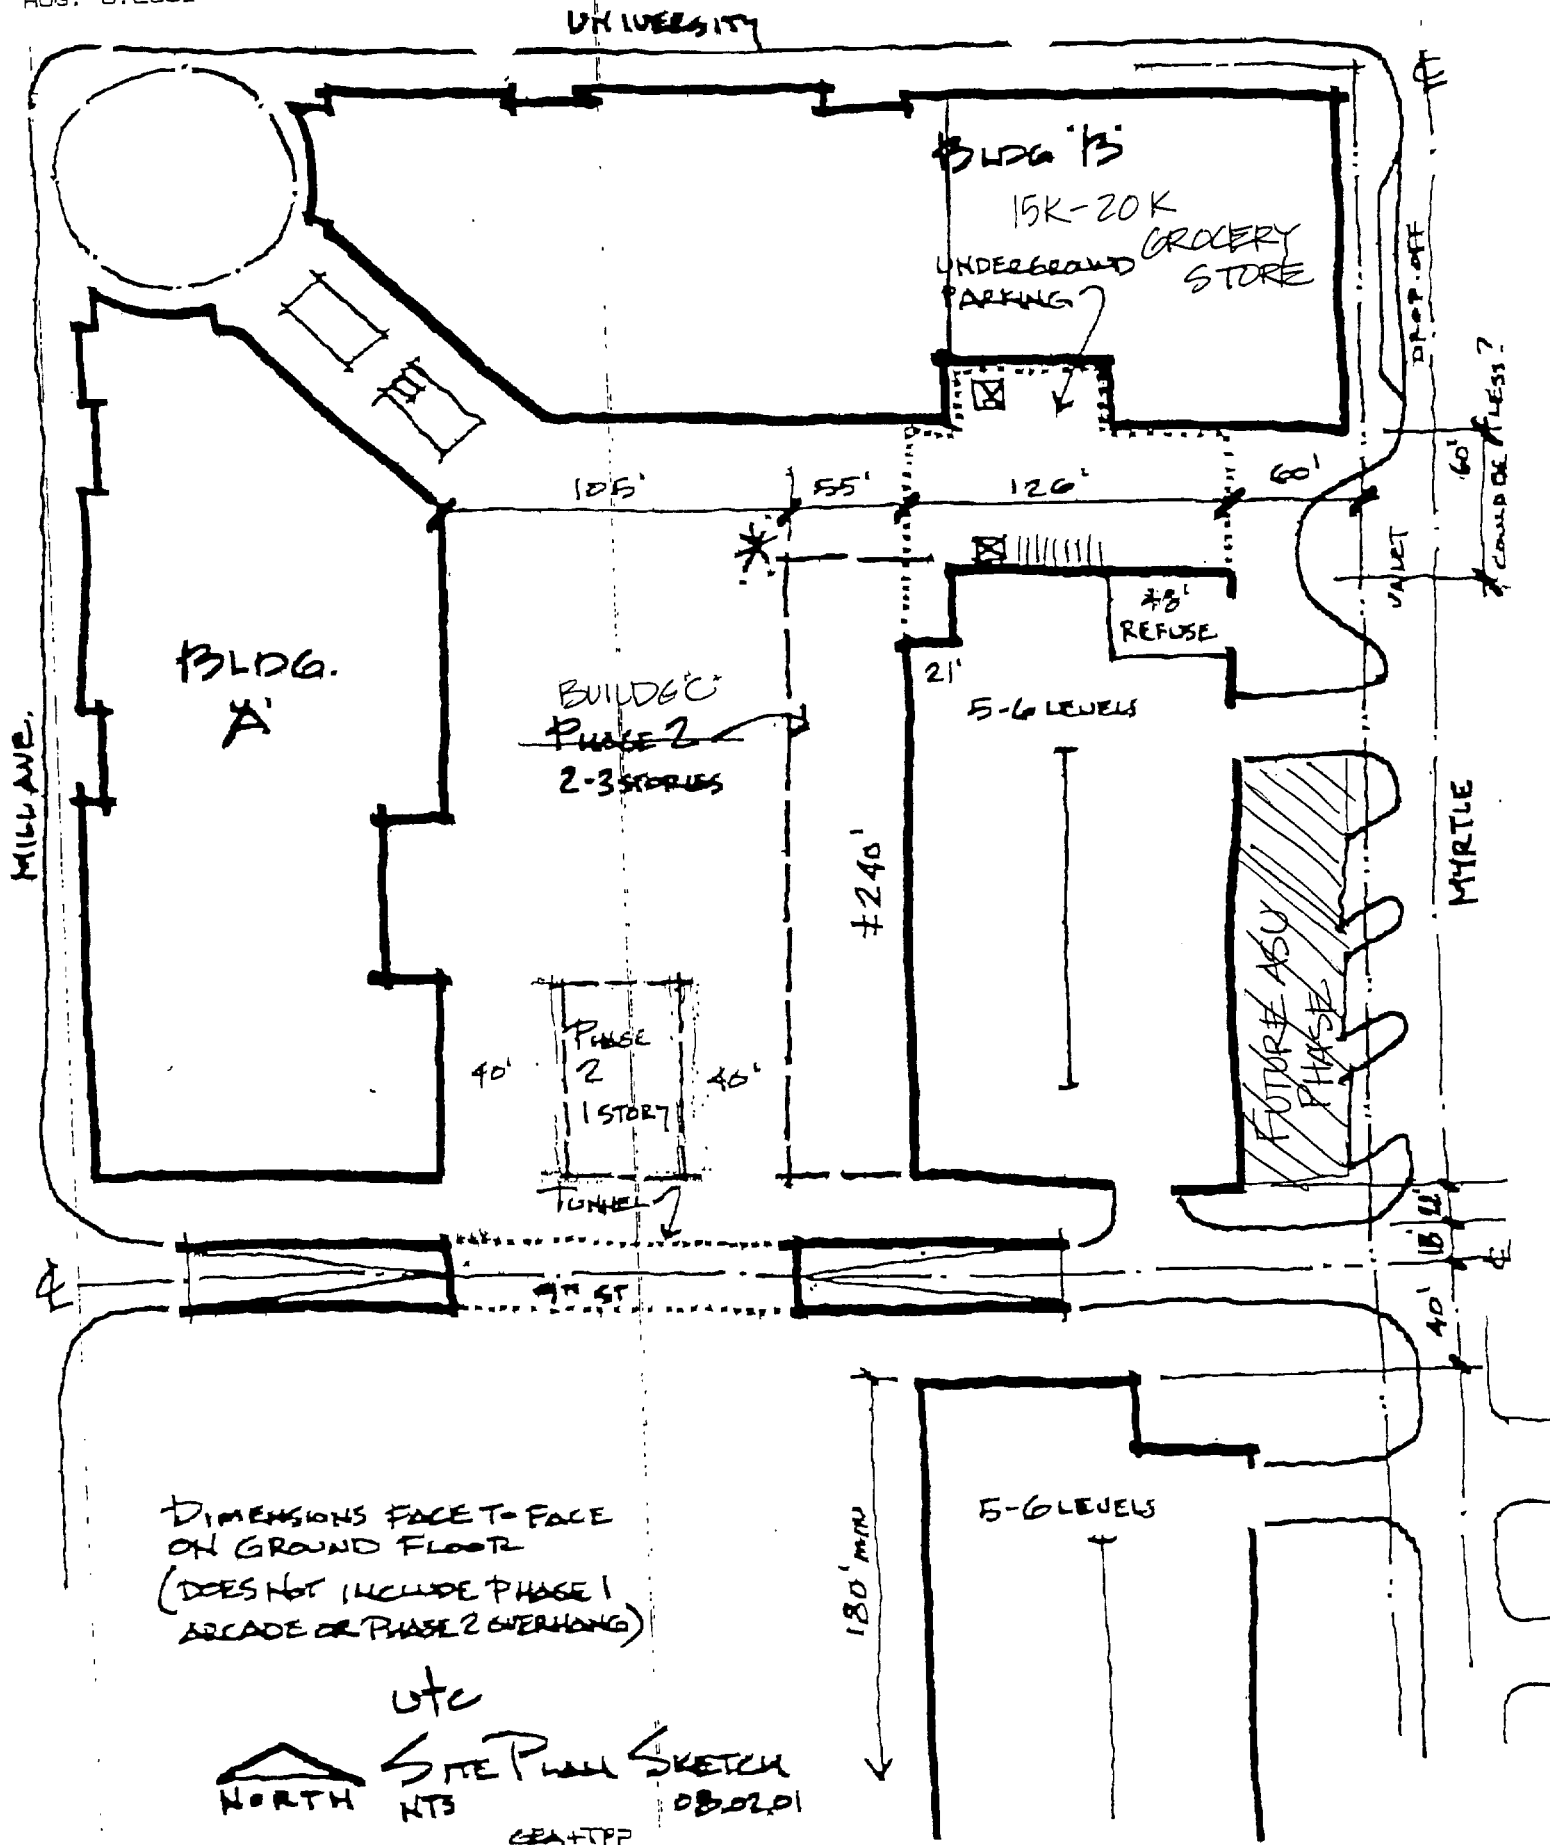 UNIVERSITY
BLDG "B"
15K-20K
GROCERY
STORE
UNDERGROUND
PARKING
DROP-OFF
COULD BE LESS?
60'
105'
55'
126'
60'
VALET
48'
REFUSE
21'
5-6 LEVELS
BLDG.
'A'
BUILDG "C"
PHASE 2
2-3 STORIES
MILL AVE.
±240'
MYRTLE
FUTURE ASU
PHASE
40'
PHASE
2
1 STORY
40'
TUNNEL
9TH ST
18'
40'
180' MIN
5-6 LEVELS
DIMENSIONS FACE TO FACE
ON GROUND FLOOR
(DOES NOT INCLUDE PHASE 1
ARCADE OR PHASE 2 OVERHANG)
utc
SITE PLAN SKETCH
NORTH
NTS
08.02.01